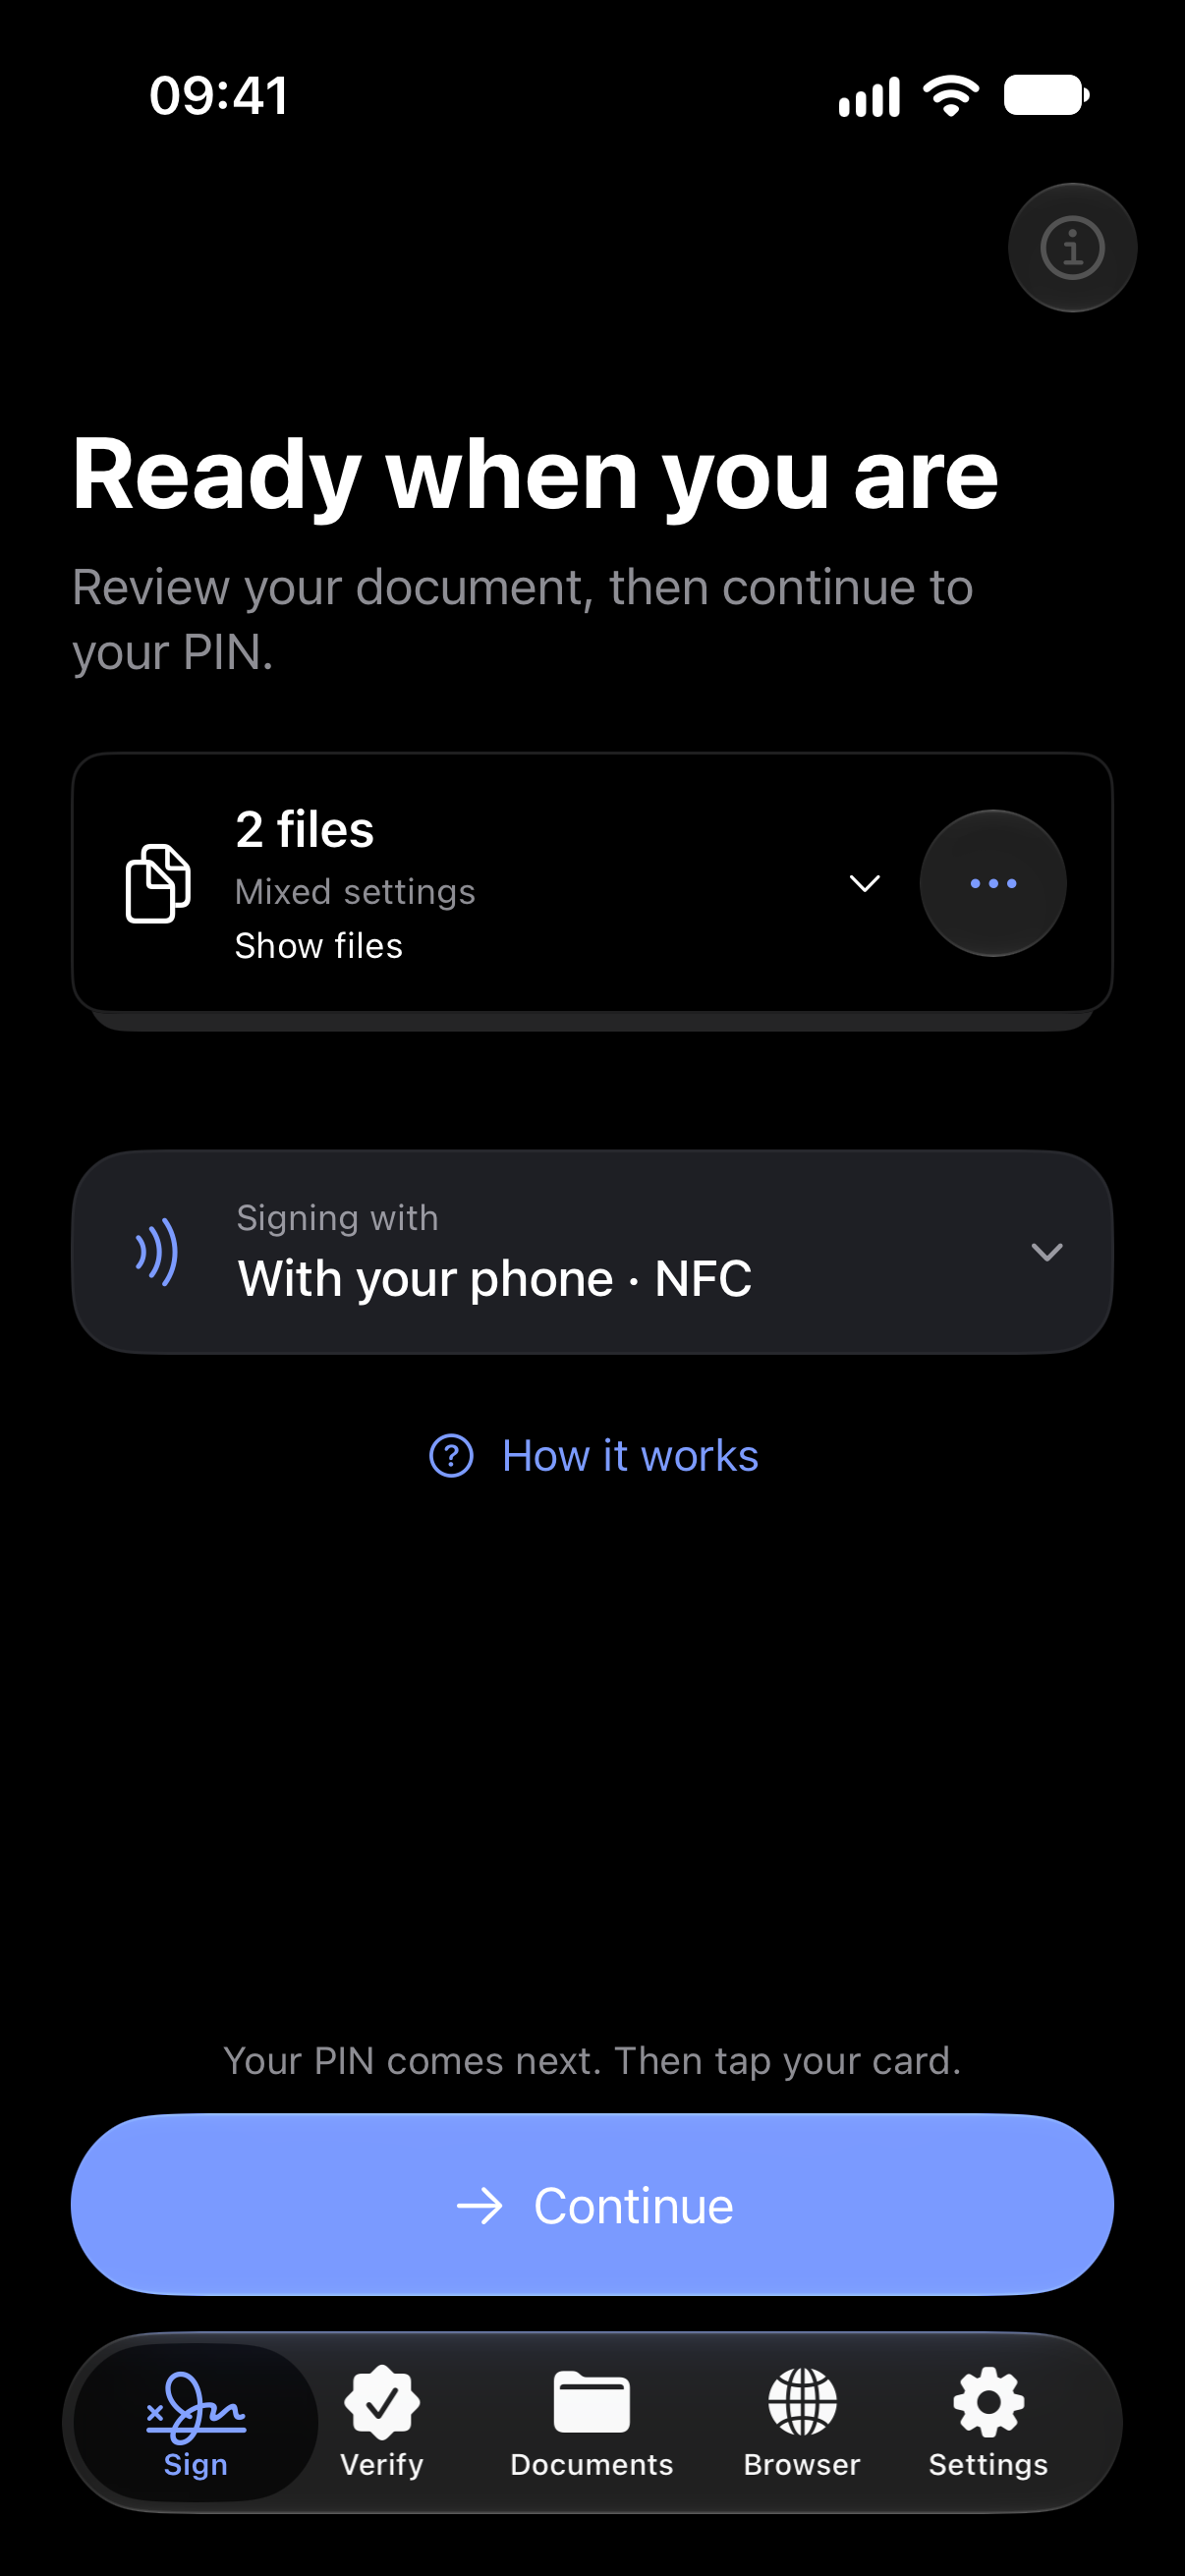 09:41
Ready when you are
Review your document, then continue to
your PIN.
2 files
Mixed settings
Show files
Signing with
With your phone · NFC
How it works
Your PIN comes next. Then tap your card.
Continue
Sign
Verify
Documents
Browser
Settings